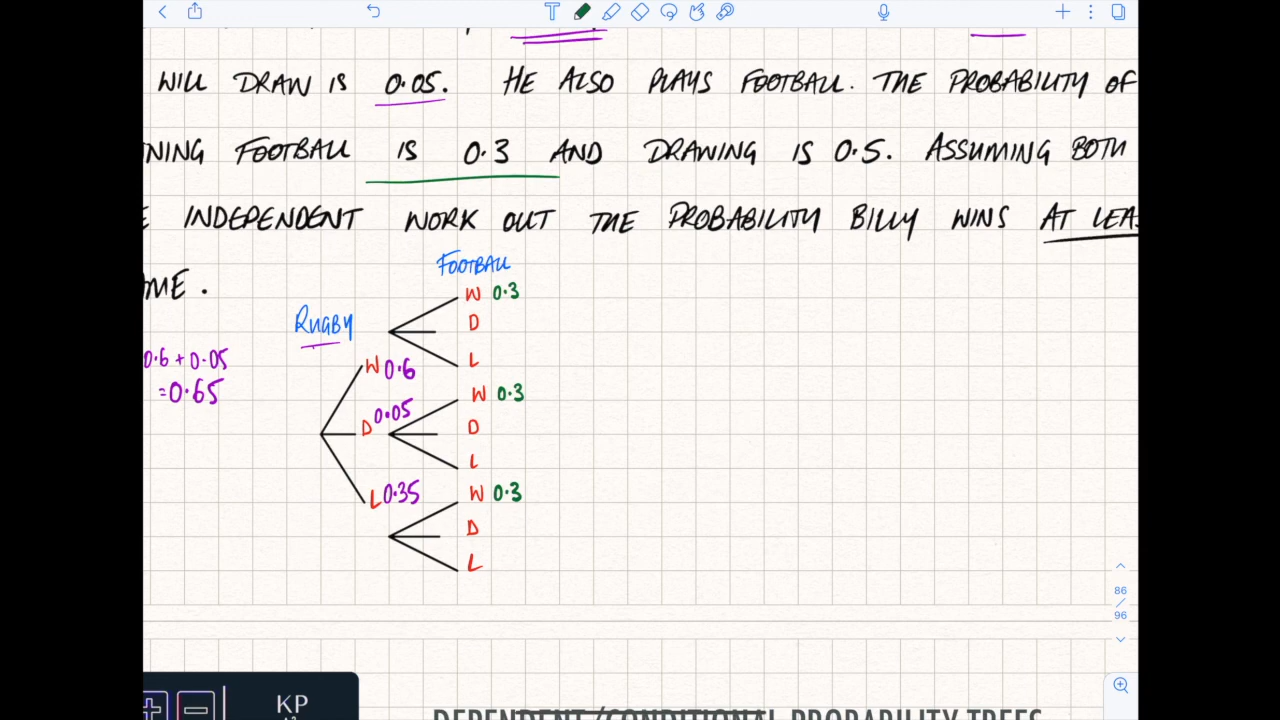 WILL DRAW IS 0.05. HE ALSO PLAYS FOOTBALL. THE PROBABILITY OF
NING FOOTBALL IS 0.3 AND DRAWING IS 0.5. ASSUMING BOTH
E INDEPENDENT WORK OUT THE PROBABILITY BILLY WINS AT LEA
AME.
FOOTBALL
RUGBY
W 0.3
D
L
0.6 + 0.05
= 0.65
W 0.6
W 0.3
D 0.05
D
L
L 0.35
W 0.3
D
L
86
/
96
KP
DEPENDENT/CONDITIONAL PROBABILITY TREES